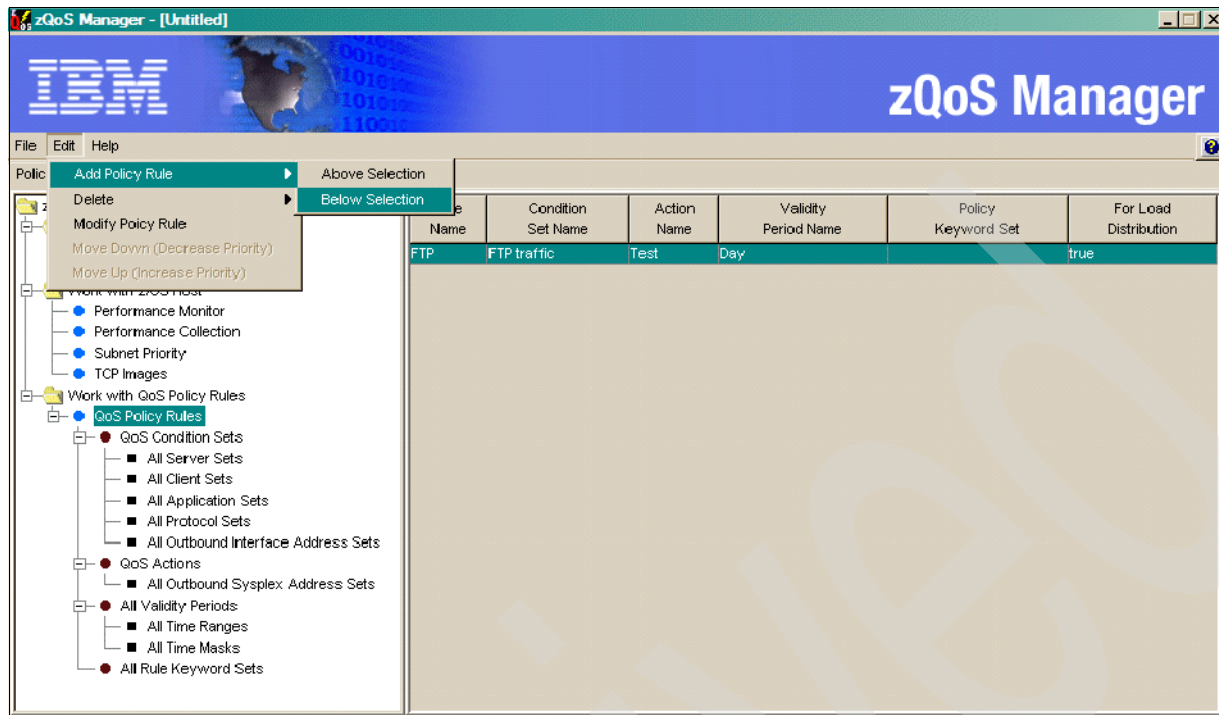 zQoS Manager - [Untitled]
IBM
zQoS Manager
File Edit Help
Polic
Add Policy Rule
Above Selection
Delete
Below Selection
Modify Poicy Rule
Move Down (Decrease Priority)
Move Up (Increase Priority)
Name
Condition Set Name
Action Name
Validity Period Name
Policy Keyword Set
For Load Distribution
FTP FTP traffic Test Day true
Work with z/OS Host
Performance Monitor
Performance Collection
Subnet Priority
TCP Images
Work with QoS Policy Rules
QoS Policy Rules
QoS Condition Sets
All Server Sets
All Client Sets
All Application Sets
All Protocol Sets
All Outbound Interface Address Sets
QoS Actions
All Outbound Sysplex Address Sets
All Validity Periods
All Time Ranges
All Time Masks
All Rule Keyword Sets